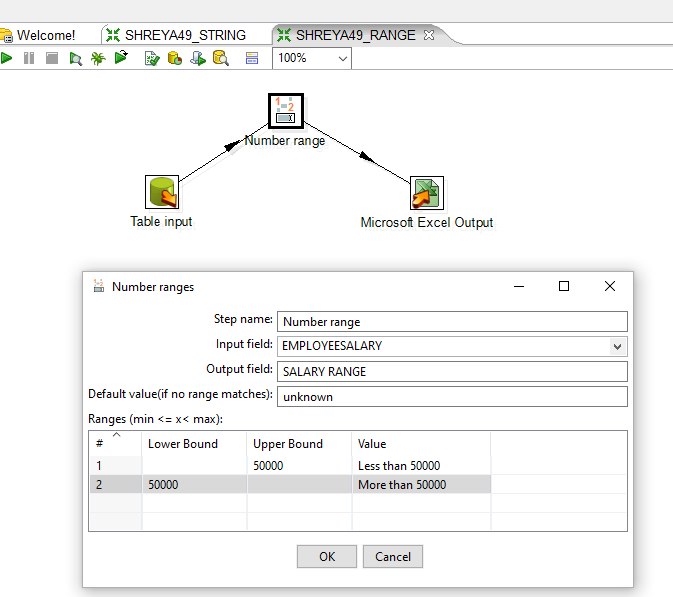 Welcome! SHREYA49_STRING SHREYA49_RANGE
100%
Number range
Table input
Microsoft Excel Output
Number ranges
Step name: Number range
Input field: EMPLOYEESALARY
Output field: SALARY RANGE
Default value(if no range matches): unknown
Ranges (min <= x< max):
# Lower Bound Upper Bound Value
1 50000 Less than 50000
2 50000 More than 50000
OK Cancel